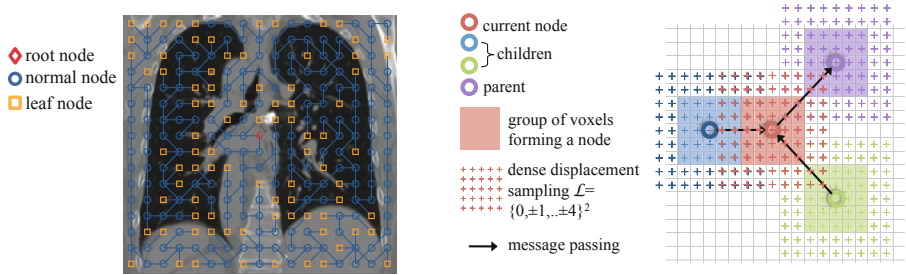 root node
normal node
leaf node
current node
children
parent
group of voxels
forming a node
dense displacement
sampling ℒ=
{0,±1,..±4}²
message passing